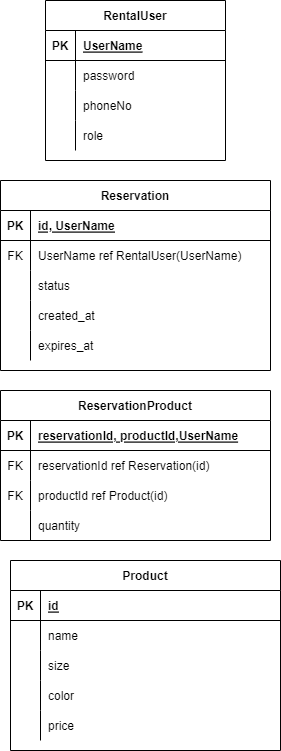 RentalUser
PK UserName
password
phoneNo
role
Reservation
PK id, UserName
FK UserName ref RentalUser(UserName)
status
created_at
expires_at
ReservationProduct
PK reservationId, productId,UserName
FK reservationId ref Reservation(id)
FK productId ref Product(id)
quantity
Product
PK id
name
size
color
price